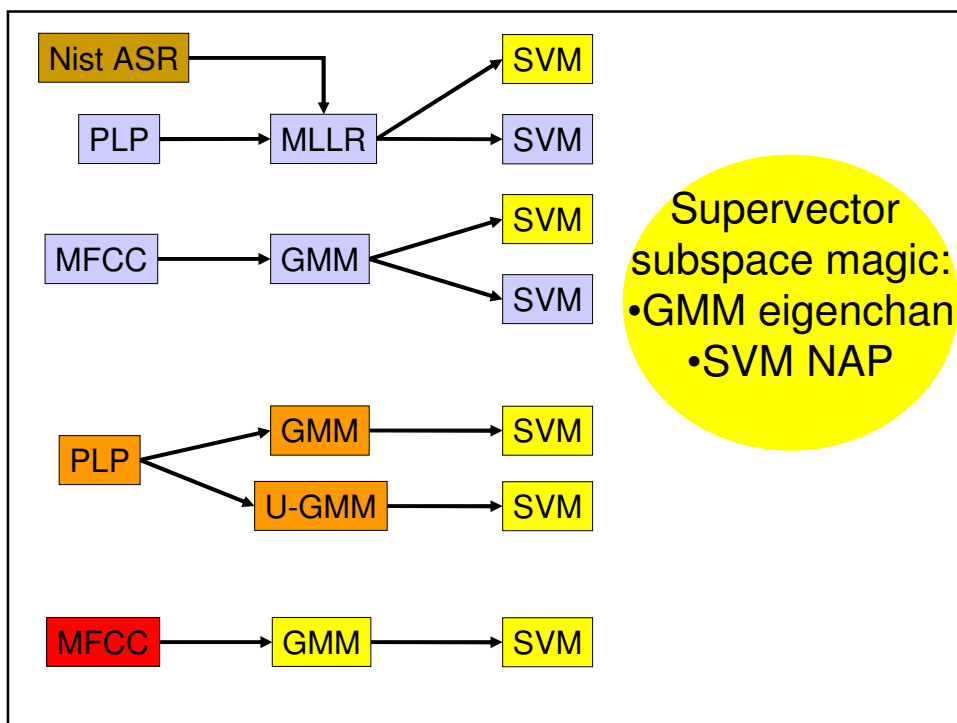 Nist ASR
SVM
PLP
MLLR
SVM
SVM
MFCC
GMM
SVM
Supervector
subspace magic:
•GMM eigenchan
•SVM NAP
GMM
SVM
PLP
U-GMM
SVM
MFCC
GMM
SVM